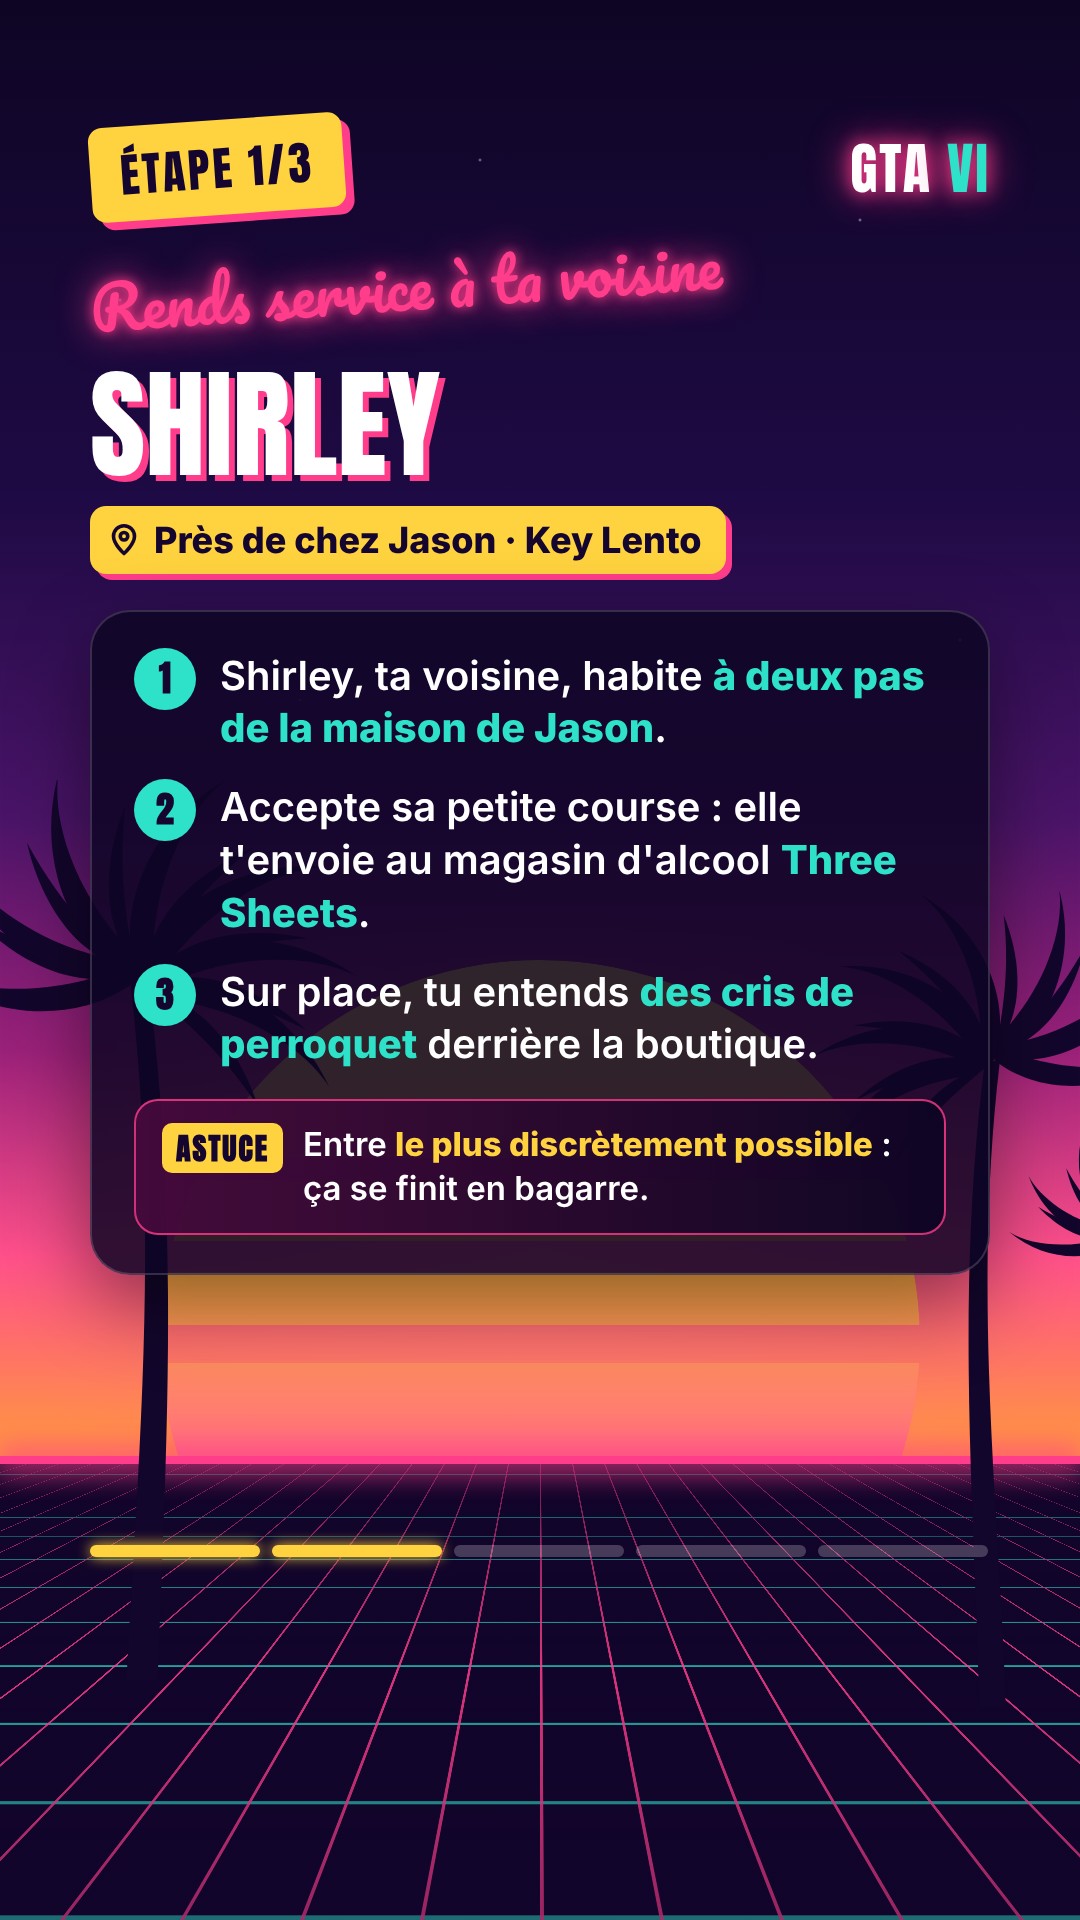 ÉTAPE 1/3
GTA VI
Rends service à ta voisine
SHIRLEY
Près de chez Jason · Key Lento
1 Shirley, ta voisine, habite à deux pas
de la maison de Jason.
2 Accepte sa petite course : elle
t'envoie au magasin d'alcool Three
Sheets.
3 Sur place, tu entends des cris de
perroquet derrière la boutique.
ASTUCE Entre le plus discrètement possible :
ça se finit en bagarre.